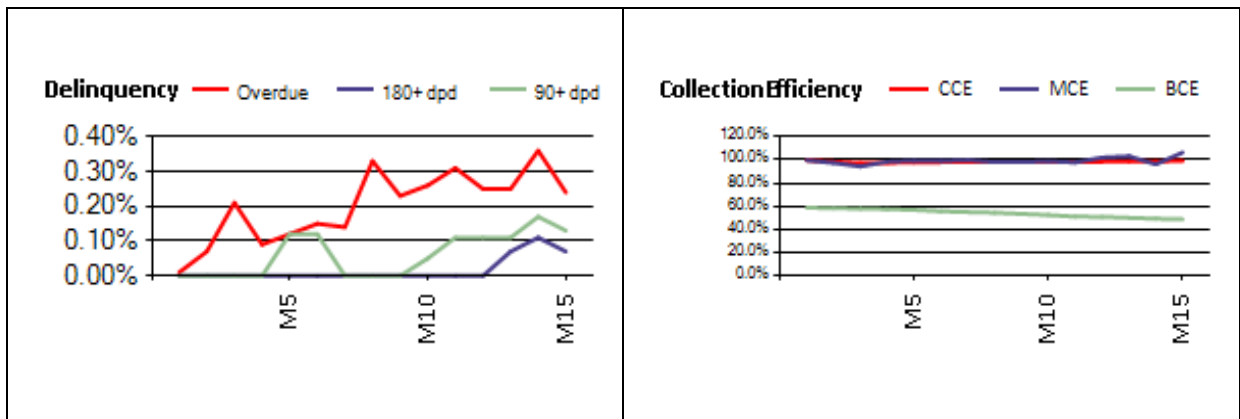 Delinquency Overdue 180+ dpd 90+ dpd
0.40%
0.30%
0.20%
0.10%
0.00%
M5
M10
M15
Collection Efficiency CCE MCE BCE
120.0%
100.0%
80.0%
60.0%
40.0%
20.0%
0.0%
M5
M10
M15